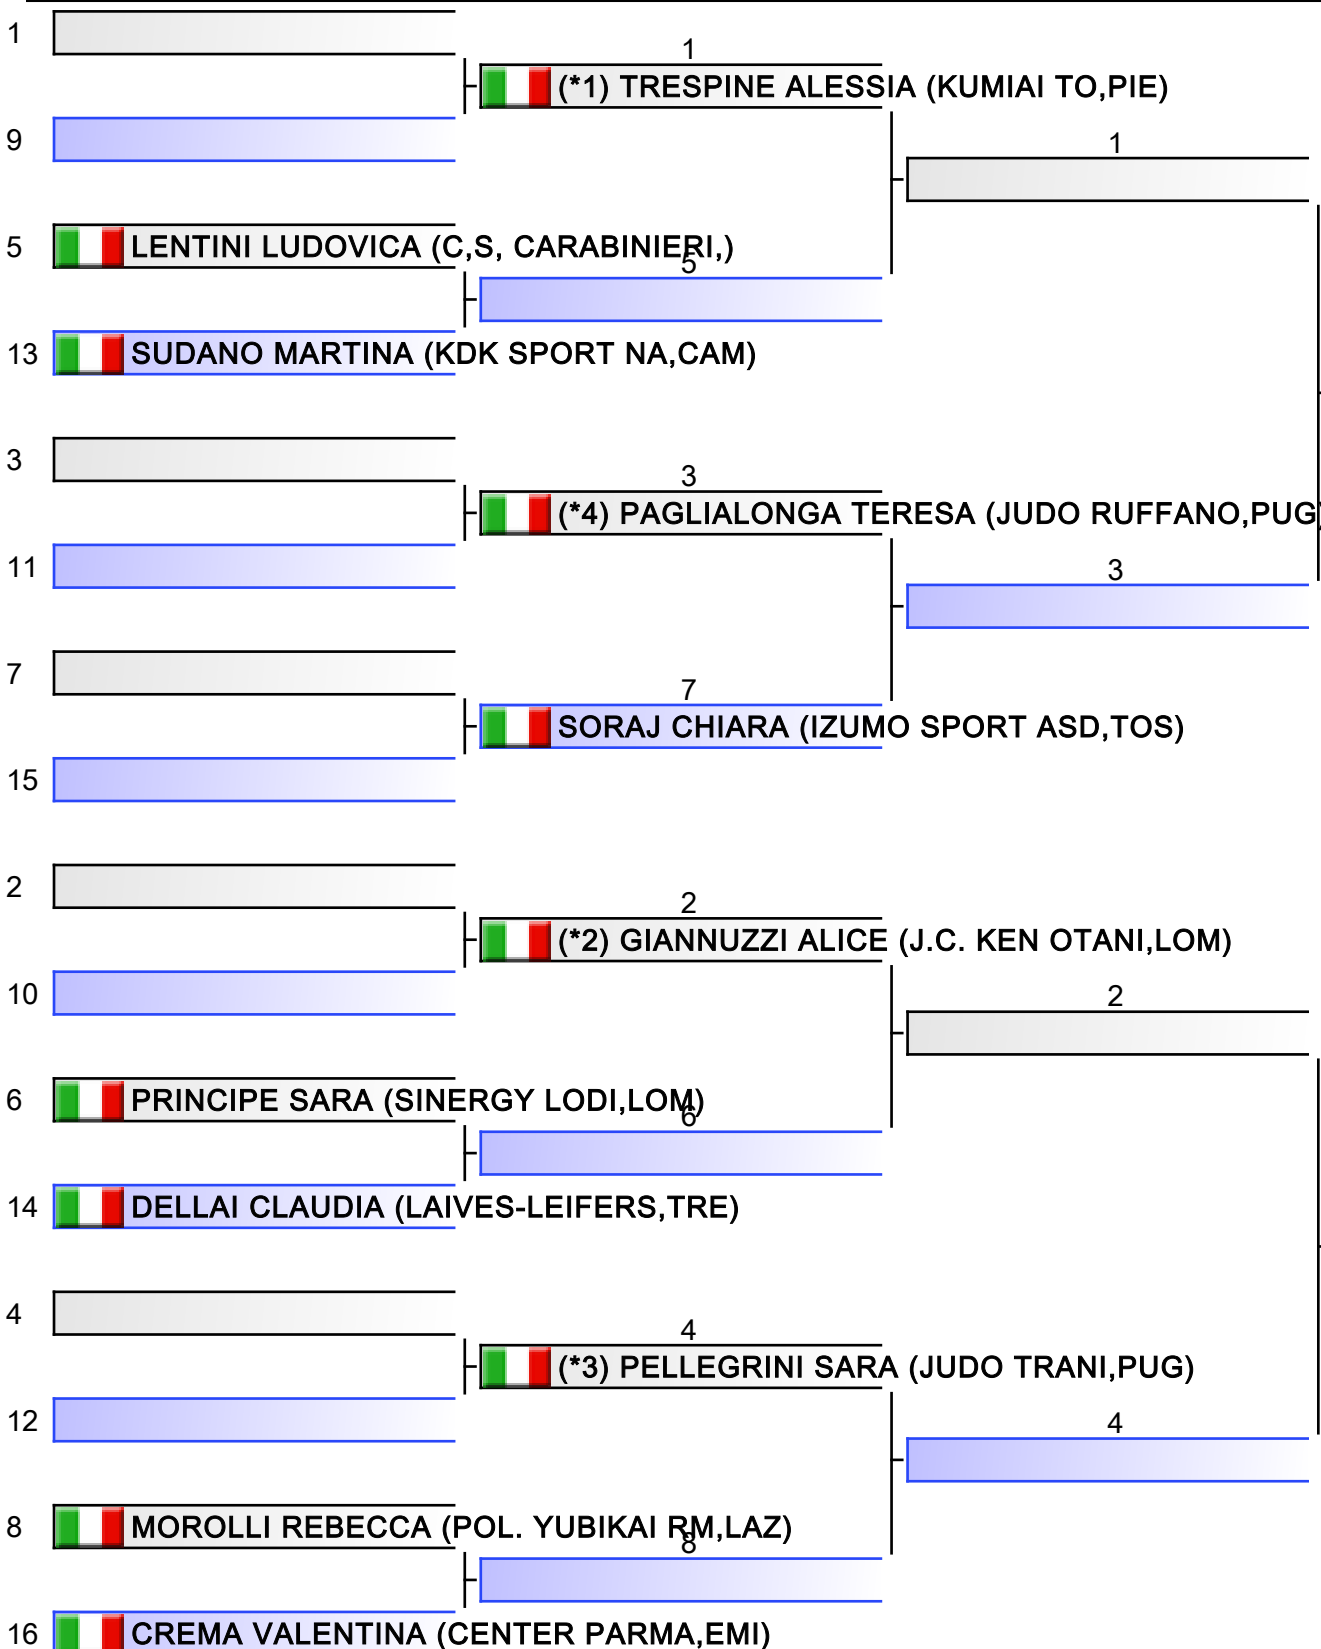 1
1
(*1) TRESPINE ALESSIA (KUMIAI TO,PIE)
9
1
5
LENTINI LUDOVICA (C,S, CARABINIERI,)
5
13
SUDANO MARTINA (KDK SPORT NA,CAM)
3
3
(*4) PAGLIALONGA TERESA (JUDO RUFFANO,PUG)
11
3
7
7
SORAJ CHIARA (IZUMO SPORT ASD,TOS)
15
2
2
(*2) GIANNUZZI ALICE (J.C. KEN OTANI,LOM)
10
2
6
PRINCIPE SARA (SINERGY LODI,LOM)
6
14
DELLAI CLAUDIA (LAIVES-LEIFERS,TRE)
4
4
(*3) PELLEGRINI SARA (JUDO TRANI,PUG)
12
4
8
MOROLLI REBECCA (POL. YUBIKAI RM,LAZ)
8
16
CREMA VALENTINA (CENTER PARMA,EMI)